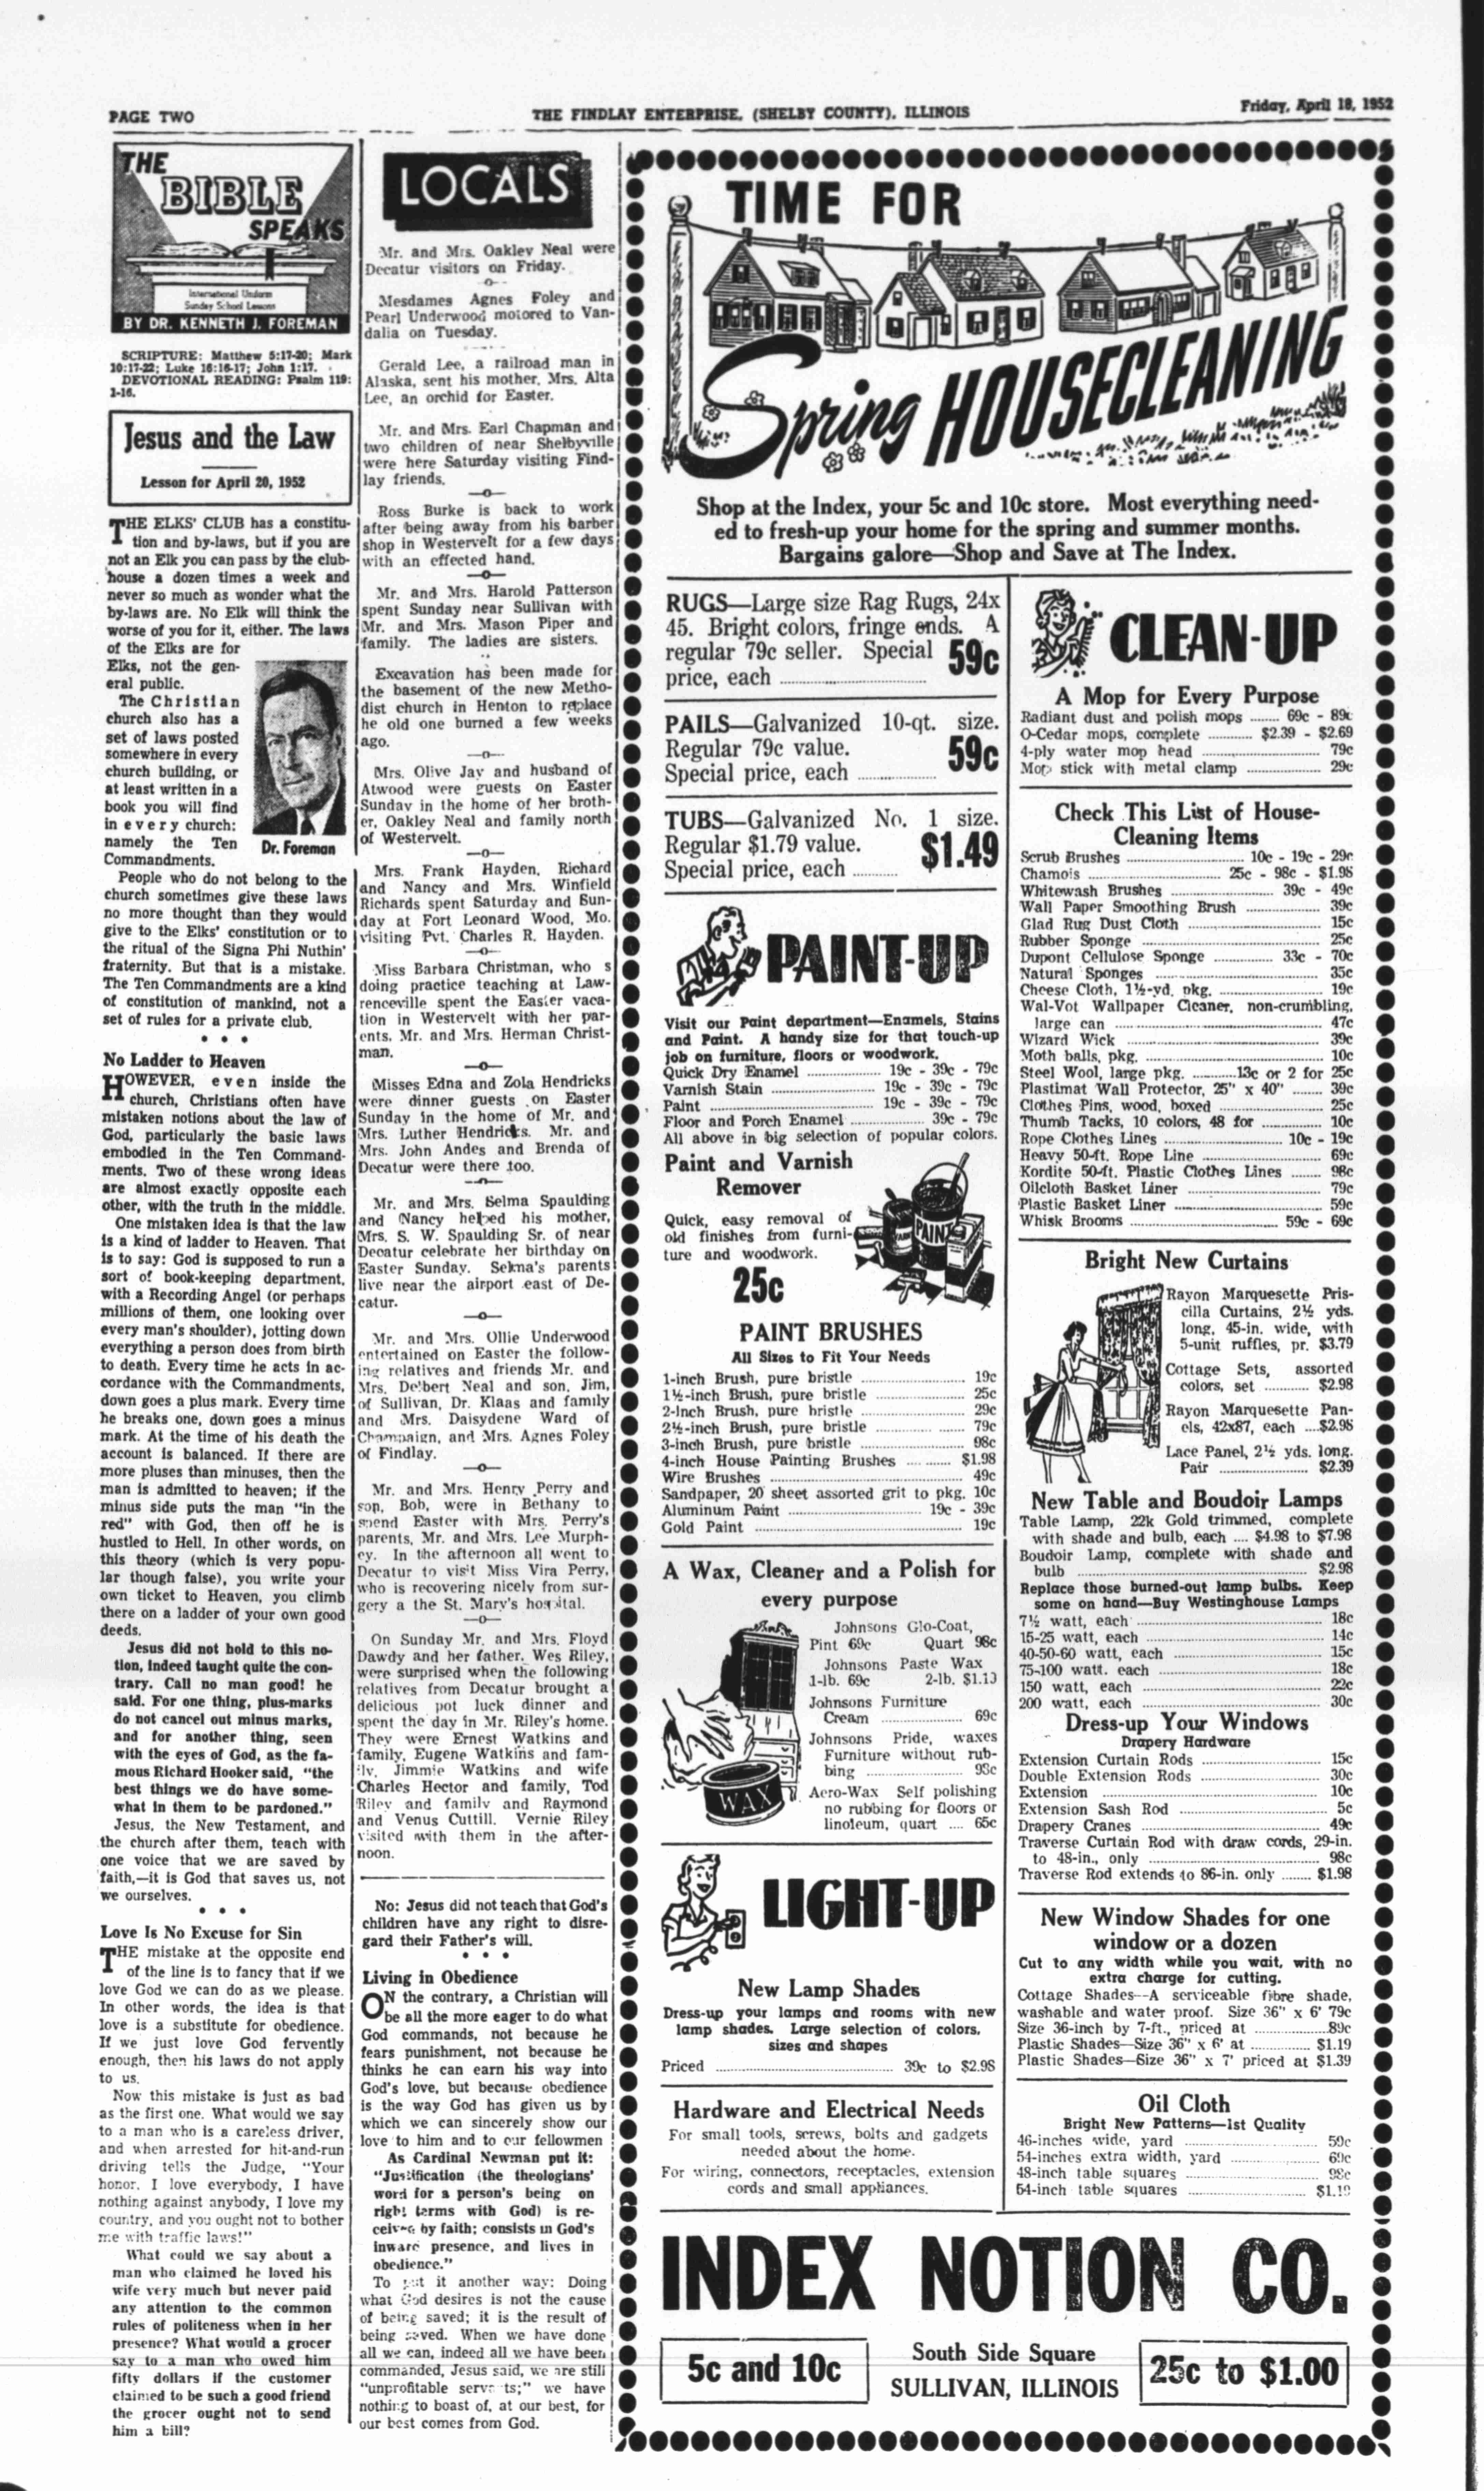 PAGE TWO
THE FINDLAY ENTERPRISE, (SHELBY COUNTY), ILLINOIS
Friday, April 18, 1952
THE
BIBLE
SPEAKS
International Uniform
Sunday School Lessons
BY DR. KENNETH J. FOREMAN
SCRIPTURE: Matthew 5:17-20; Mark
10:17-22; Luke 16:16-17; John 1:17.
DEVOTIONAL READING: Psalm 119:
1-16.
Jesus and the Law
Lesson for April 20, 1952
THE ELKS' CLUB has a constitu-
tion and by-laws, but if you are
not an Elk you can pass by the club-
house a dozen times a week and
never so much as wonder what the
by-laws are. No Elk will think the
worse of you for it, either. The laws
of the Elks are for
Elks, not the gen-
eral public.
The Christian
church also has a
set of laws posted
somewhere in every
church building, or
at least written in a
book you will find
in every church:
namely the Ten
Commandments.
Dr. Foreman
People who do not belong to the
church sometimes give these laws
no more thought than they would
give to the Elks' constitution or to
the ritual of the Signa Phi Nuthin'
fraternity. But that is a mistake.
The Ten Commandments are a kind
of constitution of mankind, not a
set of rules for a private club.
• • •
No Ladder to Heaven
HOWEVER, even inside the
church, Christians often have
mistaken notions about the law of
God, particularly the basic laws
embodied in the Ten Command-
ments. Two of these wrong ideas
are almost exactly opposite each
other, with the truth in the middle.
One mistaken idea is that the law
is a kind of ladder to Heaven. That
is to say: God is supposed to run a
sort of book-keeping department,
with a Recording Angel (or perhaps
millions of them, one looking over
every man's shoulder), jotting down
everything a person does from birth
to death. Every time he acts in ac-
cordance with the Commandments,
down goes a plus mark. Every time
he breaks one, down goes a minus
mark. At the time of his death the
account is balanced. If there are
more pluses than minuses, then the
man is admitted to heaven; if the
minus side puts the man "in the
red" with God, then off he is
hustled to Hell. In other words, on
this theory (which is very popu-
lar though false), you write your
own ticket to Heaven, you climb
there on a ladder of your own good
deeds.
Jesus did not hold to this no-
tion, indeed taught quite the con-
trary. Call no man good! he
said. For one thing, plus-marks
do not cancel out minus marks,
and for another thing, seen
with the eyes of God, as the fa-
mous Richard Hooker said, "the
best things we do have some-
what in them to be pardoned."
Jesus, the New Testament, and
the church after them, teach with
one voice that we are saved by
faith,—it is God that saves us, not
we ourselves.
• • •
Love Is No Excuse for Sin
THE mistake at the opposite end
of the line is to fancy that if we
love God we can do as we please.
In other words, the idea is that
love is a substitute for obedience.
If we just love God fervently
enough, then his laws do not apply
to us.
Now this mistake is just as bad
as the first one. What would we say
to a man who is a careless driver,
and when arrested for hit-and-run
driving tells the Judge, "Your
honor, I love everybody, I have
nothing against anybody, I love my
country, and you ought not to bother
me with traffic laws!"
What could we say about a
man who claimed he loved his
wife very much but never paid
any attention to the common
rules of politeness when in her
presence? What would a grocer
say to a man who owed him
fifty dollars if the customer
claimed to be such a good friend
the grocer ought not to send
him a bill?
LOCALS
Mr. and Mrs. Oakley Neal were
Decatur visitors on Friday.
Mesdames Agnes Foley and
Pearl Underwood motored to Van-
dalia on Tuesday.
Gerald Lee, a railroad man in
Alaska, sent his mother, Mrs. Alta
Lee, an orchid for Easter.
Mr. and Mrs. Earl Chapman and
two children of near Shelbyville
were here Saturday visiting Find-
lay friends.
—o—
Ross Burke is back to work
after being away from his barber
shop in Westervelt for a few days
with an effected hand.
—o—
Mr. and Mrs. Harold Patterson
spent Sunday near Sullivan with
Mr. and Mrs. Mason Piper and
family. The ladies are sisters.
Excavation has been made for
the basement of the new Metho-
dist church in Henton to replace
he old one burned a few weeks
ago.
—o—
Mrs. Olive Jay and husband of
Atwood were guests on Easter
Sunday in the home of her broth-
er, Oakley Neal and family north
of Westervelt.
—o—
Mrs. Frank Hayden, Richard
and Nancy and Mrs. Winfield
Richards spent Saturday and Sun-
day at Fort Leonard Wood, Mo.
visiting Pvt. Charles R. Hayden.
—o—
Miss Barbara Christman, who s
doing practice teaching at Law-
renceville spent the Easter vaca-
tion in Westervelt with her par-
ents, Mr. and Mrs. Herman Christ-
man.
—o—
Misses Edna and Zola Hendricks
were dinner guests on Easter
Sunday in the home of Mr. and
Mrs. Luther Hendricks. Mr. and
Mrs. John Andes and Brenda of
Decatur were there too.
—o—
Mr. and Mrs. Selma Spaulding
and Nancy helped his mother,
Mrs. S. W. Spaulding Sr. of near
Decatur celebrate her birthday on
Easter Sunday. Selma's parents
live near the airport east of De-
catur.
—o—
Mr. and Mrs. Ollie Underwood
entertained on Easter the follow-
ing relatives and friends Mr. and
Mrs. Delbert Neal and son, Jim,
of Sullivan, Dr. Klaas and family
and Mrs. Daisydene Ward of
Champaign, and Mrs. Agnes Foley
of Findlay.
—o—
Mr. and Mrs. Henry Perry and
son, Bob, were in Bethany to
spend Easter with Mrs. Perry's
parents, Mr. and Mrs. Lee Murph-
ey. In the afternoon all went to
Decatur to visit Miss Vira Perry,
who is recovering nicely from sur-
gery a the St. Mary's hospital.
—o—
On Sunday Mr. and Mrs. Floyd
Dawdy and her father, Wes Riley,
were surprised when the following
relatives from Decatur brought a
delicious pot luck dinner and
spent the day in Mr. Riley's home.
They were Ernest Watkins and
family, Eugene Watkins and fam-
ily, Jimmie Watkins and wife
Charles Hector and family, Tod
Riley and family and Raymond
and Venus Cuttill. Vernie Riley
visited with them in the after-
noon.
No: Jesus did not teach that God's
children have any right to disre-
gard their Father's will.
• • •
Living in Obedience
ON the contrary, a Christian will
be all the more eager to do what
God commands, not because he
fears punishment, not because he
thinks he can earn his way into
God's love, but because obedience
is the way God has given us by
which we can sincerely show our
love to him and to our fellowmen
As Cardinal Newman put it:
"Justification (the theologians'
word for a person's being on
right terms with God) is re-
ceived by faith; consists in God's
inward presence, and lives in
obedience."
To put it another way: Doing
what God desires is not the cause
of being saved; it is the result of
being saved. When we have done
all we can, indeed all we have been
commanded, Jesus said, we are still
"unprofitable servants;" we have
nothing to boast of, at our best, for
our best comes from God.
TIME FOR
Spring HOUSECLEANING
Shop at the Index, your 5c and 10c store. Most everything need-
ed to fresh-up your home for the spring and summer months.
Bargains galore—Shop and Save at The Index.
RUGS—Large size Rag Rugs, 24x
45. Bright colors, fringe ends. A
regular 79c seller. Special
price, each ........ 59c
PAILS—Galvanized 10-qt. size.
Regular 79c value.
Special price, each ........ 59c
TUBS—Galvanized No. 1 size.
Regular $1.79 value.
Special price, each ........ $1.49
PAINT-UP
Visit our Paint department—Enamels, Stains
and Paint. A handy size for that touch-up
job on furniture, floors or woodwork.
Quick Dry Enamel ........ 19c - 39c - 79c
Varnish Stain ........ 19c - 39c - 79c
Paint ........ 19c - 39c - 79c
Floor and Porch Enamel ........ 39c - 79c
All above in big selection of popular colors.
Paint and Varnish
Remover
Quick, easy removal of
old finishes from furni-
ture and woodwork.
25c
PAINT
PAINT BRUSHES
All Sizes to Fit Your Needs
1-inch Brush, pure bristle ........ 19c
1½-inch Brush, pure bristle ........ 25c
2-inch Brush, pure bristle ........ 29c
2½-inch Brush, pure bristle ........ 79c
3-inch Brush, pure bristle ........ 98c
4-inch House Painting Brushes ........ $1.98
Wire Brushes ........ 49c
Sandpaper, 20 sheet assorted grit to pkg. 10c
Aluminum Paint ........ 19c - 39c
Gold Paint ........ 19c
A Wax, Cleaner and a Polish for
every purpose
WAX
Johnsons Glo-Coat,
Pint 69c Quart 98c
Johnsons Paste Wax
1-lb. 69c 2-lb. $1.13
Johnsons Furniture
Cream ........ 69c
Johnsons Pride, waxes
Furniture without rub-
bing ........ 98c
Aero-Wax Self polishing
no rubbing for floors or
linoleum, quart .... 65c
LIGHT-UP
New Lamp Shades
Dress-up your lamps and rooms with new
lamp shades. Large selection of colors,
sizes and shapes
Priced ........ 39c to $2.98
Hardware and Electrical Needs
For small tools, screws, bolts and gadgets
needed about the home.
For wiring, connectors, receptacles, extension
cords and small appliances.
CLEAN-UP
A Mop for Every Purpose
Radiant dust and polish mops ........ 69c - 89c
O-Cedar mops, complete ........ $2.39 - $2.69
4-ply water mop head ........ 79c
Mop stick with metal clamp ........ 29c
Check This List of House-
Cleaning Items
Scrub Brushes ........ 10c - 19c - 29c
Chamois ........ 25c - 98c - $1.98
Whitewash Brushes ........ 39c - 49c
Wall Paper Smoothing Brush ........ 39c
Glad Rug Dust Cloth ........ 15c
Rubber Sponge ........ 25c
Dupont Cellulose Sponge ........ 33c - 70c
Natural Sponges ........ 35c
Cheese Cloth, 1½-yd. pkg. ........ 19c
Wal-Vot Wallpaper Cleaner, non-crumbling,
large can ........ 47c
Wizard Wick ........ 39c
Moth balls, pkg. ........ 10c
Steel Wool, large pkg. ........ 13c or 2 for 25c
Plastimat Wall Protector, 25" x 40" ........ 39c
Clothes Pins, wood, boxed ........ 25c
Thumb Tacks, 10 colors, 48 for ........ 10c
Rope Clothes Lines ........ 10c - 19c
Heavy 50-ft. Rope Line ........ 69c
Kordite 50-ft. Plastic Clothes Lines ........ 98c
Oilcloth Basket Liner ........ 79c
Plastic Basket Liner ........ 59c
Whisk Brooms ........ 59c - 69c
Bright New Curtains
Rayon Marquesette Pris-
cilla Curtains, 2½ yds.
long, 45-in. wide, with
5-unit ruffles, pr. $3.79
Cottage Sets, assorted
colors, set ........ $2.98
Rayon Marquesette Pan-
els, 42x87, each ....$2.98
Lace Panel, 2½ yds. long.
Pair ........ $2.39
New Table and Boudoir Lamps
Table Lamp, 22k Gold trimmed, complete
with shade and bulb, each .... $4.98 to $7.98
Boudoir Lamp, complete with shade and
bulb ........ $2.98
Replace those burned-out lamp bulbs. Keep
some on hand—Buy Westinghouse Lamps
7½ watt, each ........ 18c
15-25 watt, each ........ 14c
40-50-60 watt, each ........ 15c
75-100 watt, each ........ 18c
150 watt, each ........ 22c
200 watt, each ........ 30c
Dress-up Your Windows
Drapery Hardware
Extension Curtain Rods ........ 15c
Double Extension Rods ........ 30c
Extension ........ 10c
Extension Sash Rod ........ 5c
Drapery Cranes ........ 49c
Traverse Curtain Rod with draw cords, 29-in.
to 48-in., only ........ 98c
Traverse Rod extends to 86-in. only ........ $1.98
New Window Shades for one
window or a dozen
Cut to any width while you wait, with no
extra charge for cutting.
Cottage Shades--A serviceable fibre shade,
washable and water proof. Size 36" x 6' 79c
Size 36-inch by 7-ft., priced at ........89c
Plastic Shades—Size 36" x 6' at ........ $1.19
Plastic Shades—Size 36" x 7' priced at $1.39
Oil Cloth
Bright New Patterns—1st Quality
46-inches wide, yard ........ 59c
54-inches extra width, yard ........ 69c
48-inch table squares ........ 98c
54-inch table squares ........ $1.19
INDEX NOTION CO.
5c and 10c
South Side Square
SULLIVAN, ILLINOIS
25c to $1.00